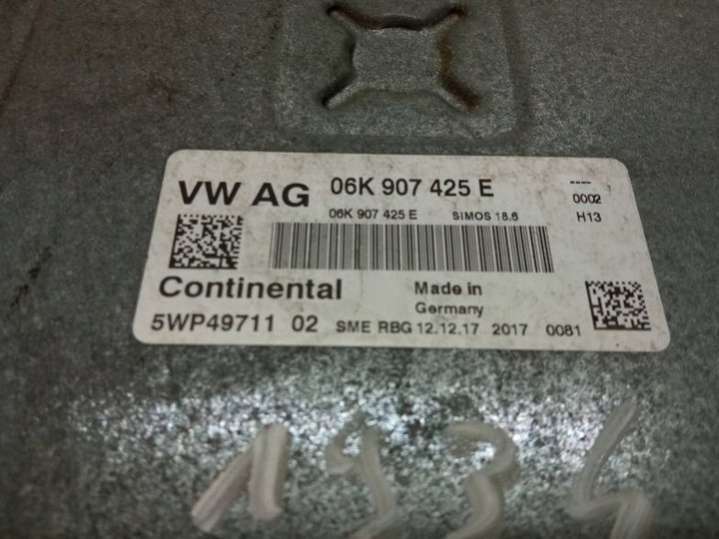 VW AG 06K 907 425 E ----
0002
06K 907 425 E SIMOS 18.6 H13
Continental Made in
Germany
5WP49711 02 SME RBG 12.12.17 2017 0081
1934